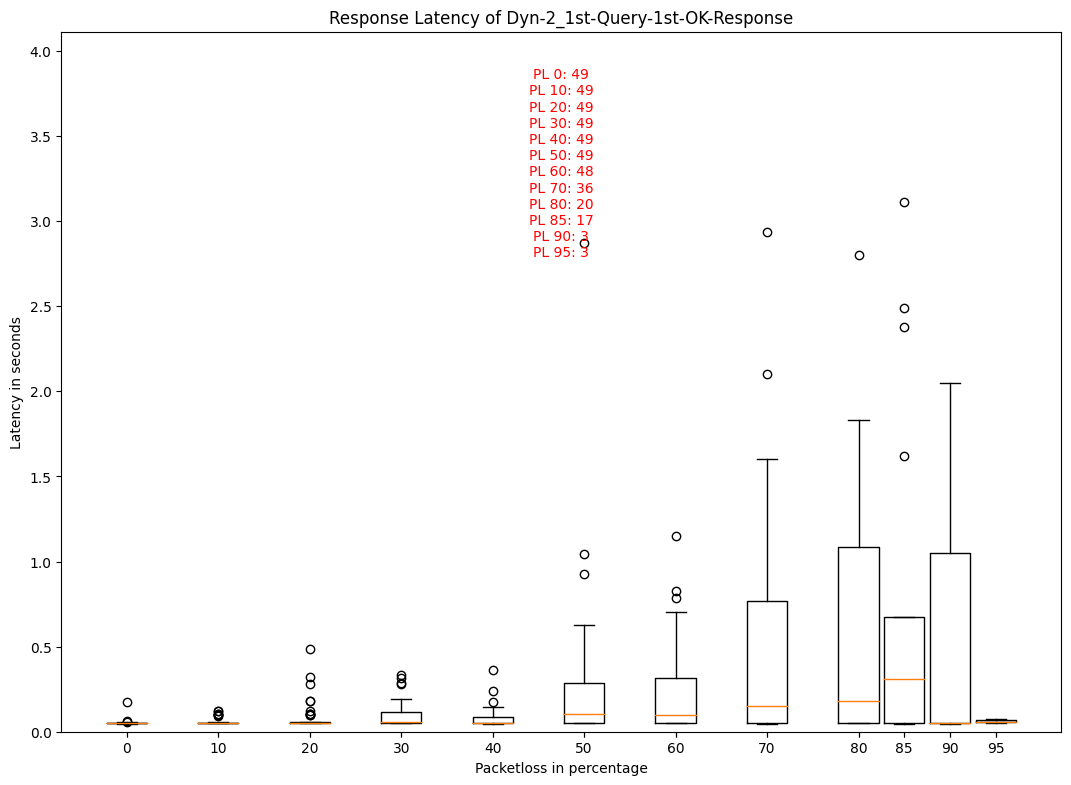 Response Latency of Dyn-2_1st-Query-1st-OK-Response
4.0
3.5
3.0
2.5
2.0
1.5
1.0
0.5
0.0
Latency in seconds
PL 0: 49
PL 10: 49
PL 20: 49
PL 30: 49
PL 40: 49
PL 50: 49
PL 60: 48
PL 70: 36
PL 80: 20
PL 85: 17
PL 90: 3
PL 95: 3
0 10 20 30 40 50 60 70 80 85 90 95
Packetloss in percentage